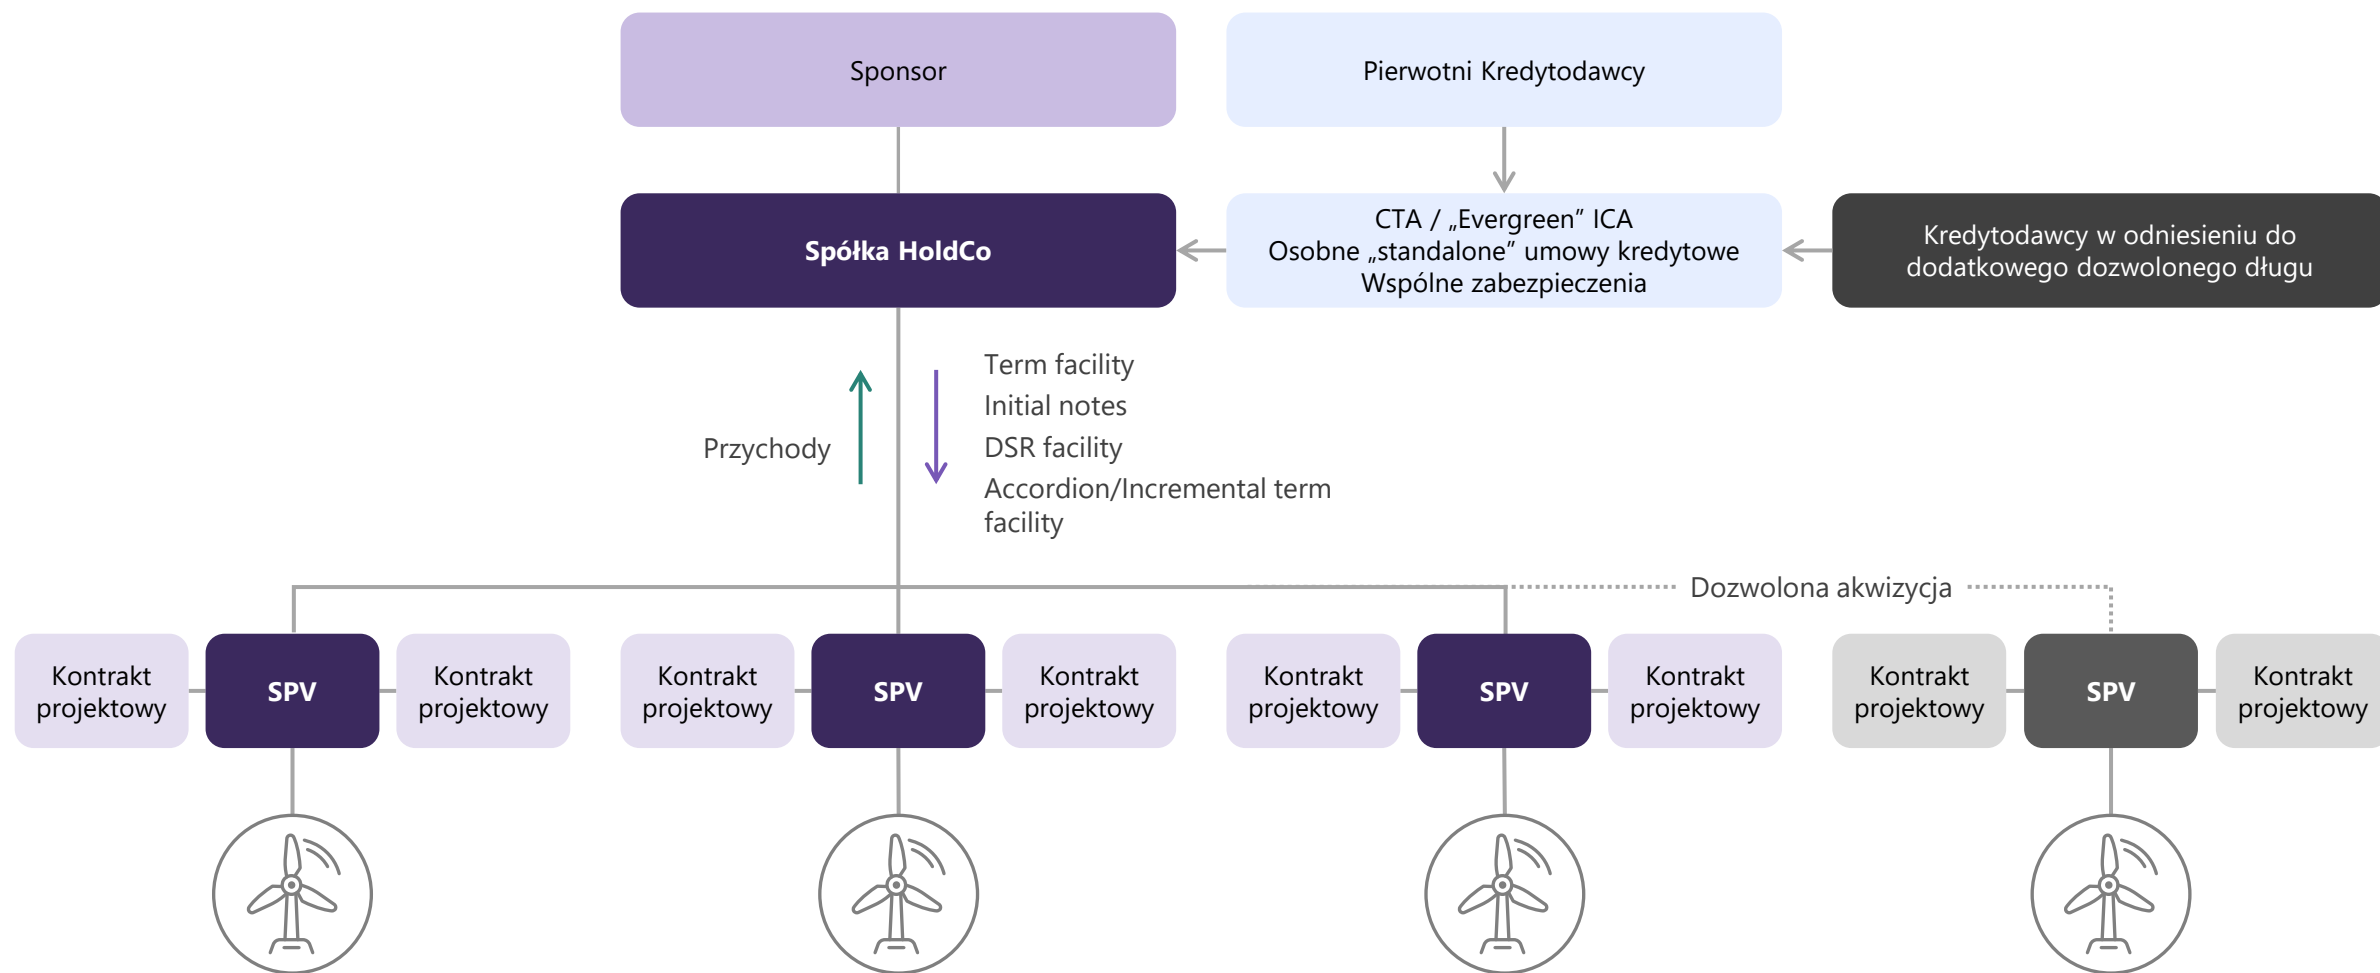 Sponsor
Pierwotni Kredytodawcy
Spółka HoldCo
CTA / „Evergreen” ICA
Osobne „standalone” umowy kredytowe
Wspólne zabezpieczenia
Kredytodawcy w odniesieniu do
dodatkowego dozwolonego długu
Przychody
Term facility
Initial notes
DSR facility
Accordion/Incremental term
facility
Dozwolona akwizycja
Kontrakt
projektowy
SPV
Kontrakt
projektowy
Kontrakt
projektowy
SPV
Kontrakt
projektowy
Kontrakt
projektowy
SPV
Kontrakt
projektowy
Kontrakt
projektowy
SPV
Kontrakt
projektowy